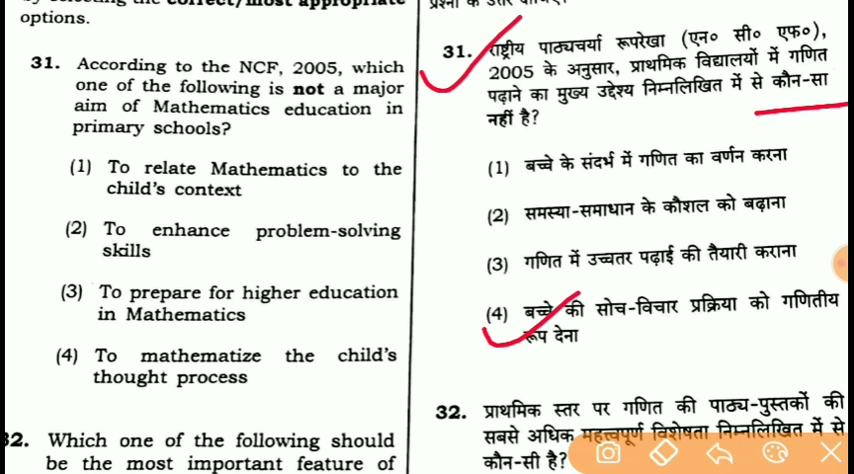 options.
31. According to the NCF, 2005, which
one of the following is not a major
aim of Mathematics education in
primary schools?
(1) To relate Mathematics to the
child's context
(2) To enhance problem-solving
skills
(3) To prepare for higher education
in Mathematics
(4) To mathematize the child's
thought process
32. Which one of the following should
be the most important feature of
31. राष्ट्रीय पाठ्यचर्या रूपरेखा (एन० सी० एफ०),
2005 के अनुसार, प्राथमिक विद्यालयों में गणित
पढ़ाने का मुख्य उद्देश्य निम्नलिखित में से कौन-सा
नहीं है?
(1) बच्चे के संदर्भ में गणित का वर्णन करना
(2) समस्या-समाधान के कौशल को बढ़ाना
(3) गणित में उच्चतर पढ़ाई की तैयारी कराना
(4) बच्चे की सोच-विचार प्रक्रिया को गणितीय
रूप देना
32. प्राथमिक स्तर पर गणित की पाठ्य-पुस्तकों की
सबसे अधिक महत्त्वपूर्ण विशेषता निम्नलिखित में से
कौन-सी है?